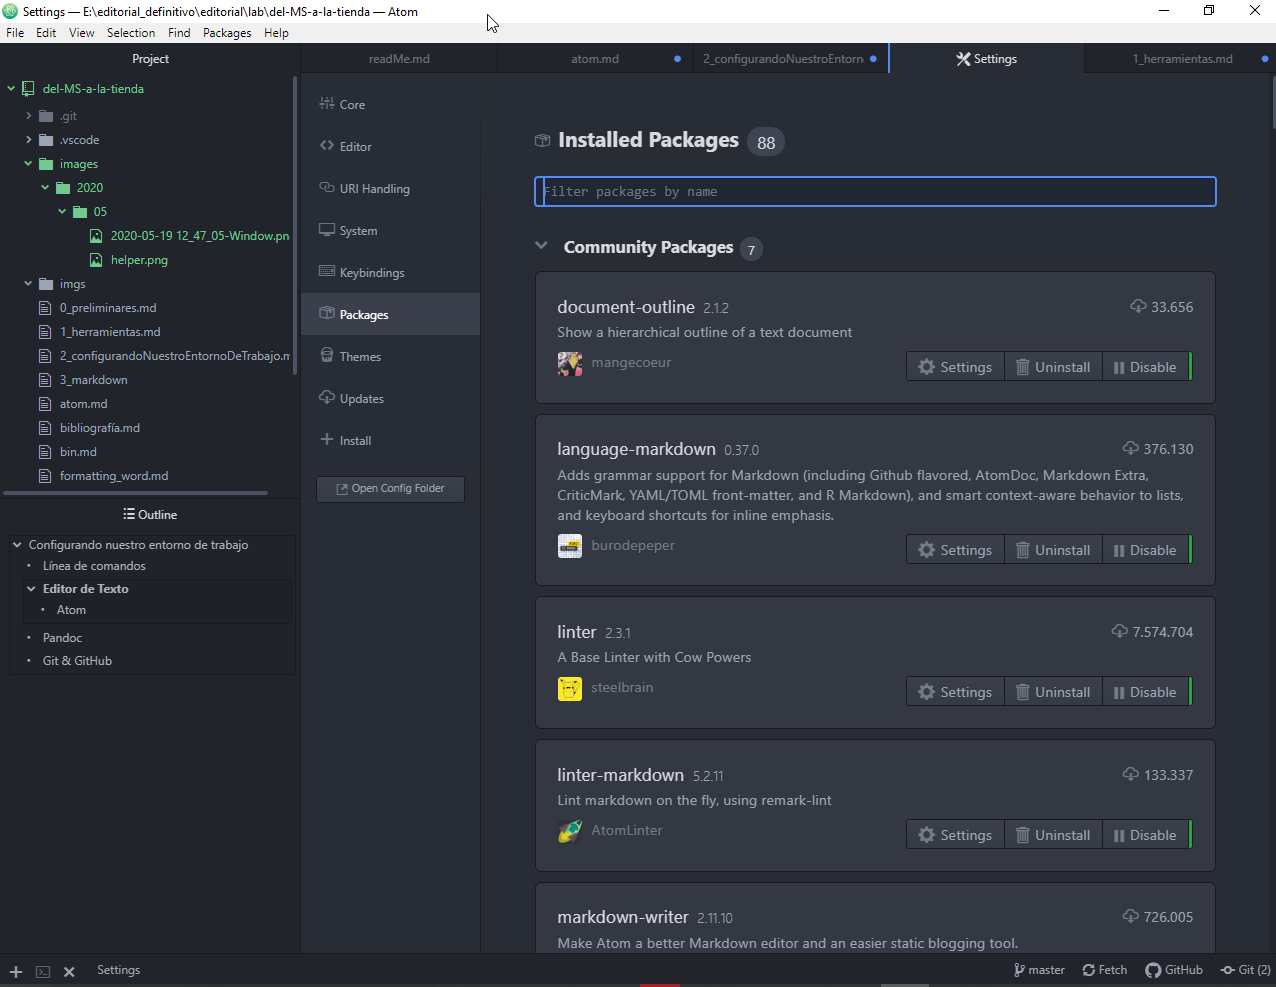 Settings — E:\editorial_definitivo\editorial\lab\del-MS-a-la-tienda — Atom
File Edit View Selection Find Packages Help
Project
readMe.md
atom.md
2_configurandoNuestroEntorn
Settings
1_herramientas.md
del-MS-a-la-tienda
.git
.vscode
images
2020
05
2020-05-19 12_47_05-Window.pn
helper.png
imgs
0_preliminares.md
1_herramientas.md
2_configurandoNuestroEntornoDeTrabajo.m
3_markdown
atom.md
bibliografía.md
bin.md
formatting_word.md
Outline
Configurando nuestro entorno de trabajo
Línea de comandos
Editor de Texto
Atom
Pandoc
Git & GitHub
Core
Editor
URI Handling
System
Keybindings
Packages
Themes
Updates
Install
Open Config Folder
Installed Packages 88
Filter packages by name
Community Packages 7
document-outline 2.1.2 33.656
Show a hierarchical outline of a text document
mangecoeur
Settings Uninstall Disable
language-markdown 0.37.0 376.130
Adds grammar support for Markdown (including Github flavored, AtomDoc, Markdown Extra,
CriticMark, YAML/TOML front-matter, and R Markdown), and smart context-aware behavior to lists,
and keyboard shortcuts for inline emphasis.
burodepeper
Settings Uninstall Disable
linter 2.3.1 7.574.704
A Base Linter with Cow Powers
steelbrain
Settings Uninstall Disable
linter-markdown 5.2.11 133.337
Lint markdown on the fly, using remark-lint
AtomLinter
Settings Uninstall Disable
markdown-writer 2.11.10 726.005
Make Atom a better Markdown editor and an easier static blogging tool.
Settings
master Fetch GitHub Git (2)